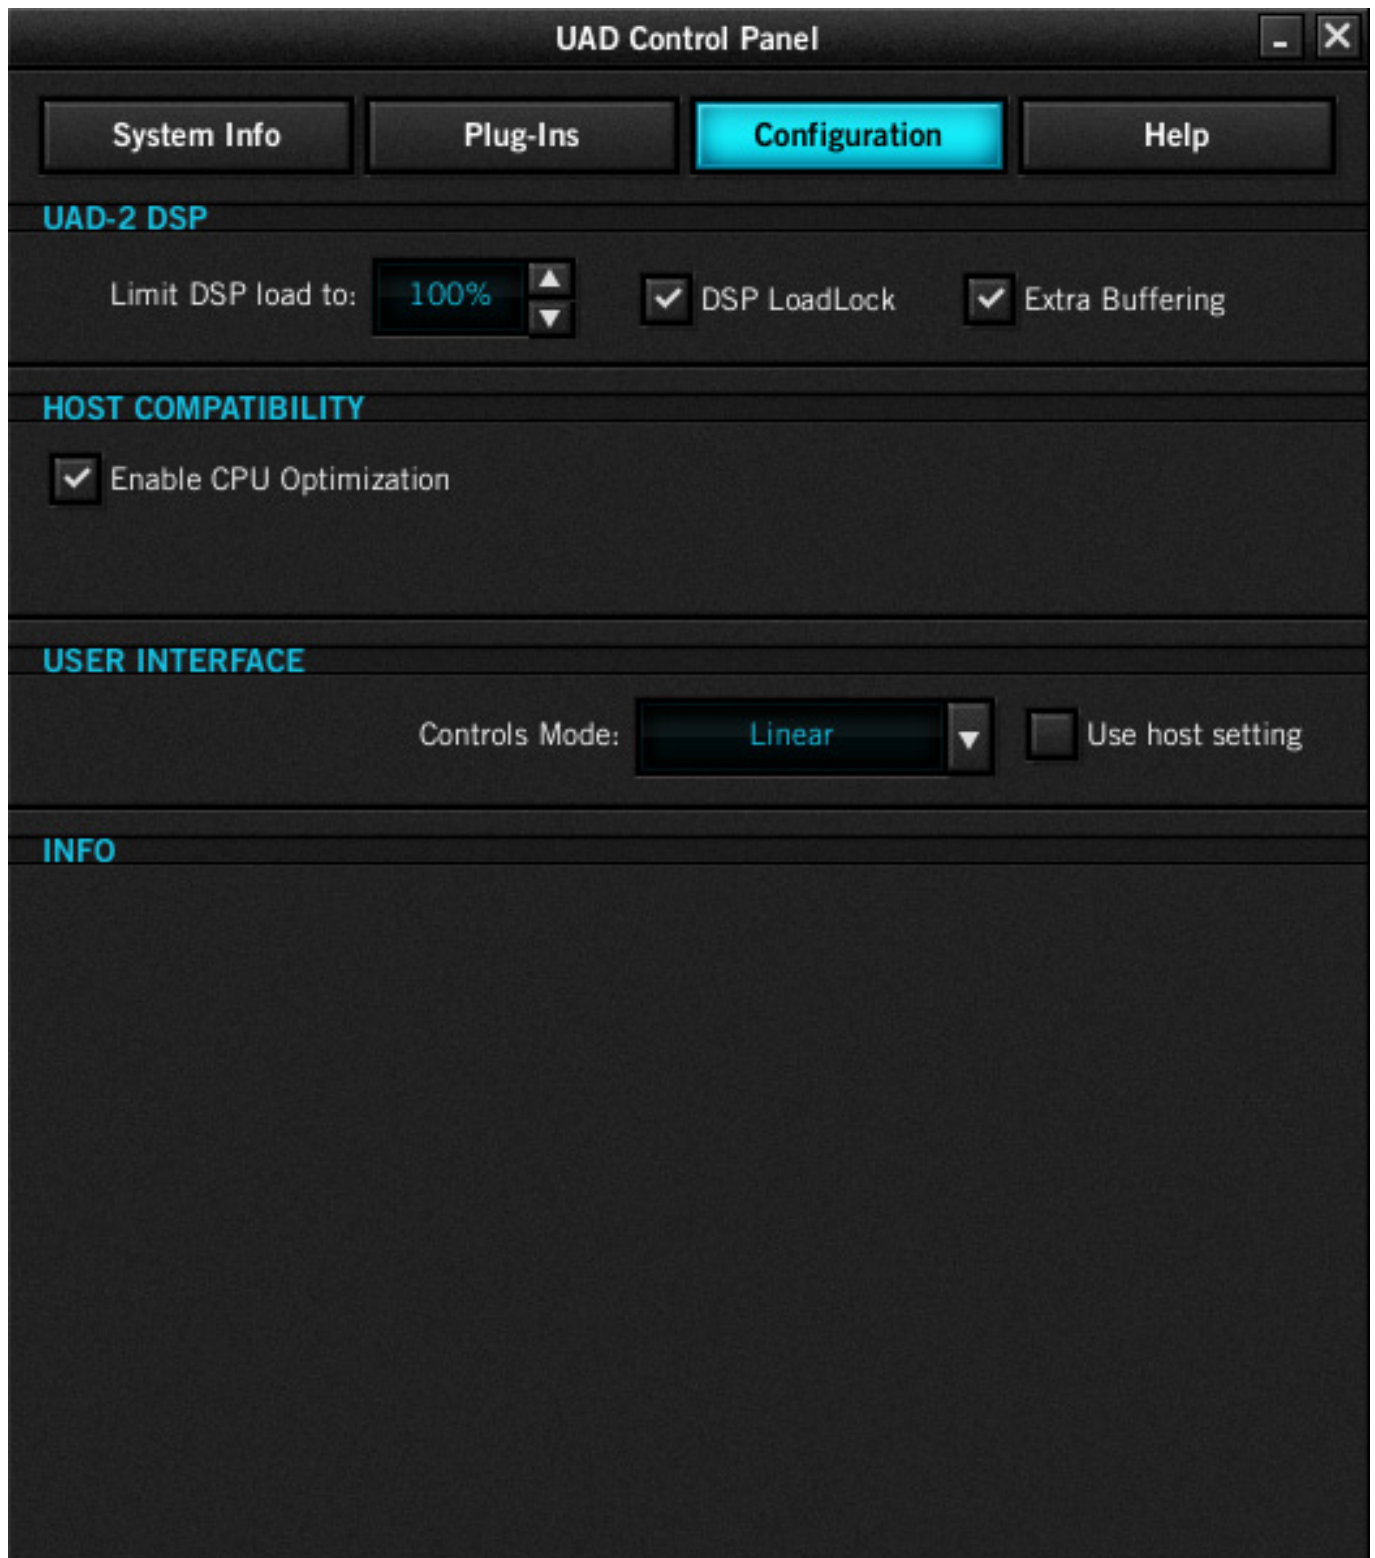 UAD Control Panel
System Info Plug-Ins Configuration Help
UAD-2 DSP
Limit DSP load to: 100% DSP LoadLock Extra Buffering
HOST COMPATIBILITY
Enable CPU Optimization
USER INTERFACE
Controls Mode: Linear Use host setting
INFO